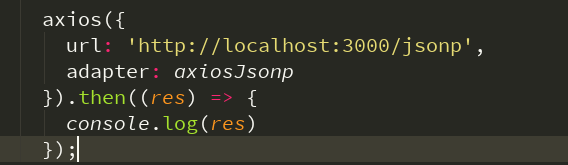 axios({
  url: 'http://localhost:3000/jsonp',
  adapter: axiosJsonp
}).then((res) => {
  console.log(res)
});